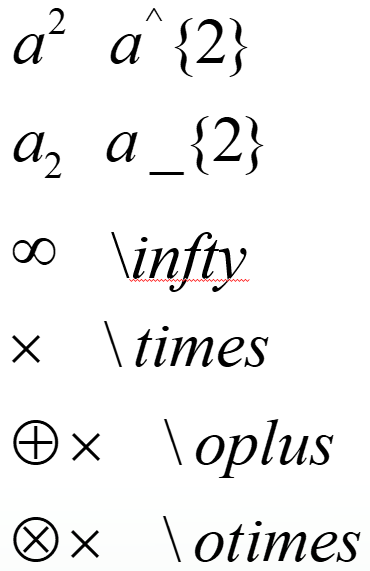 a² a^{2}
a₂ a_{2}
∞ \infty
× \times
⊕× \oplus
⊗× \otimes